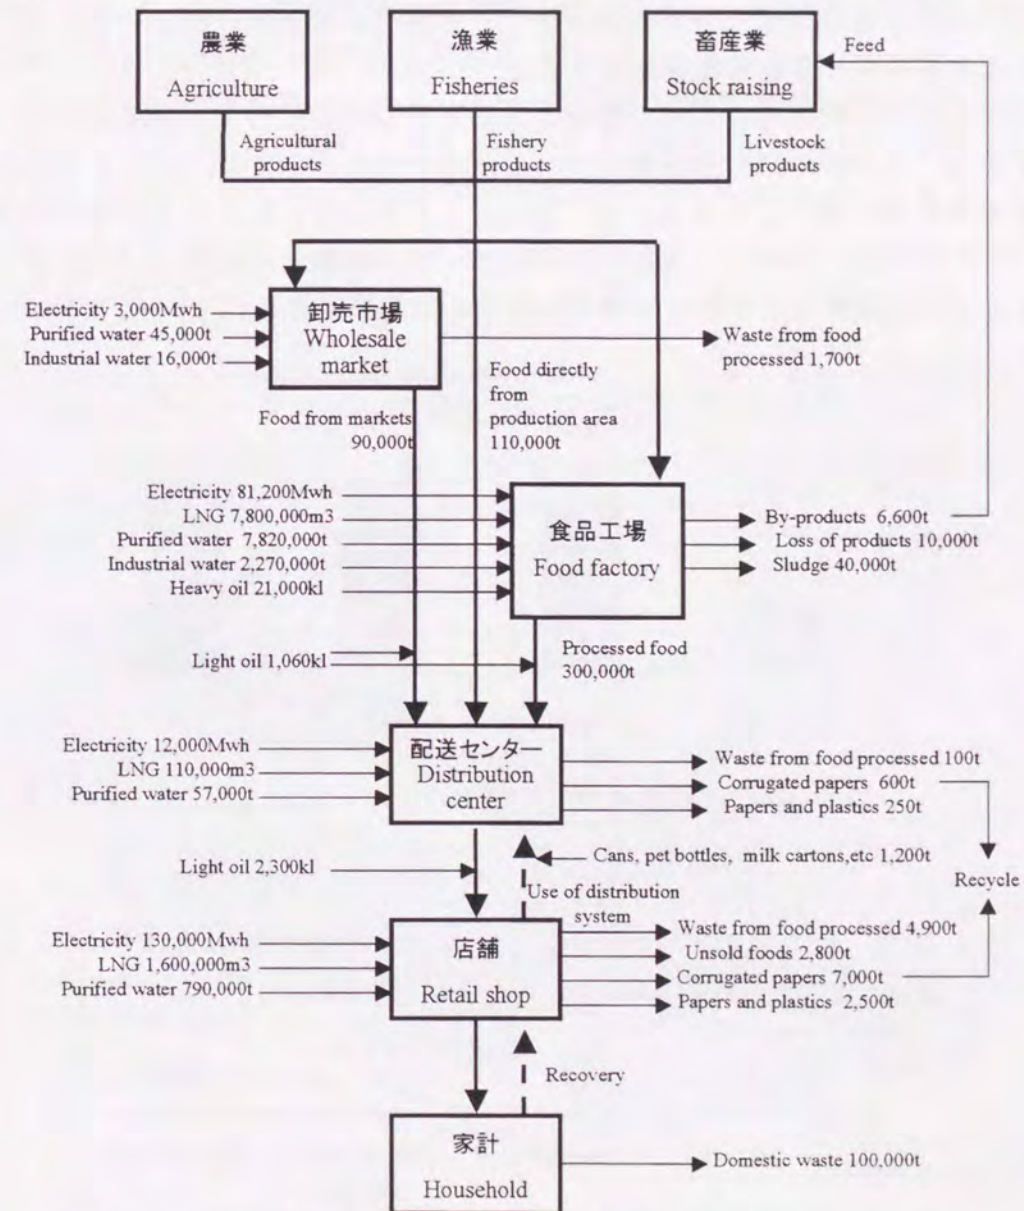 農業
Agriculture
漁業
Fisheries
畜産業
Stock raising
Feed
Agricultural
products
Fishery
products
Livestock
products
Electricity 3,000Mwh
Purified water 45,000t
Industrial water 16,000t
卸売市場
Wholesale
market
Waste from food
processed 1,700t
Food directly
from
production area
110,000t
Food from markets
90,000t
Electricity 81,200Mwh
LNG 7,800,000m3
Purified water 7,820,000t
Industrial water 2,270,000t
Heavy oil 21,000kl
食品工場
Food factory
By-products 6,600t
Loss of products 10,000t
Sludge 40,000t
Light oil 1,060kl
Processed food
300,000t
Electricity 12,000Mwh
LNG 110,000m3
Purified water 57,000t
配送センター
Distribution
center
Waste from food processed 100t
Corrugated papers 600t
Papers and plastics 250t
Light oil 2,300kl
Cans, pet bottles, milk cartons,etc 1,200t
Recycle
Use of distribution
system
Electricity 130,000Mwh
LNG 1,600,000m3
Purified water 790,000t
店舗
Retail shop
Waste from food processed 4,900t
Unsold foods 2,800t
Corrugated papers 7,000t
Papers and plastics 2,500t
Recovery
家計
Household
Domestic waste 100,000t